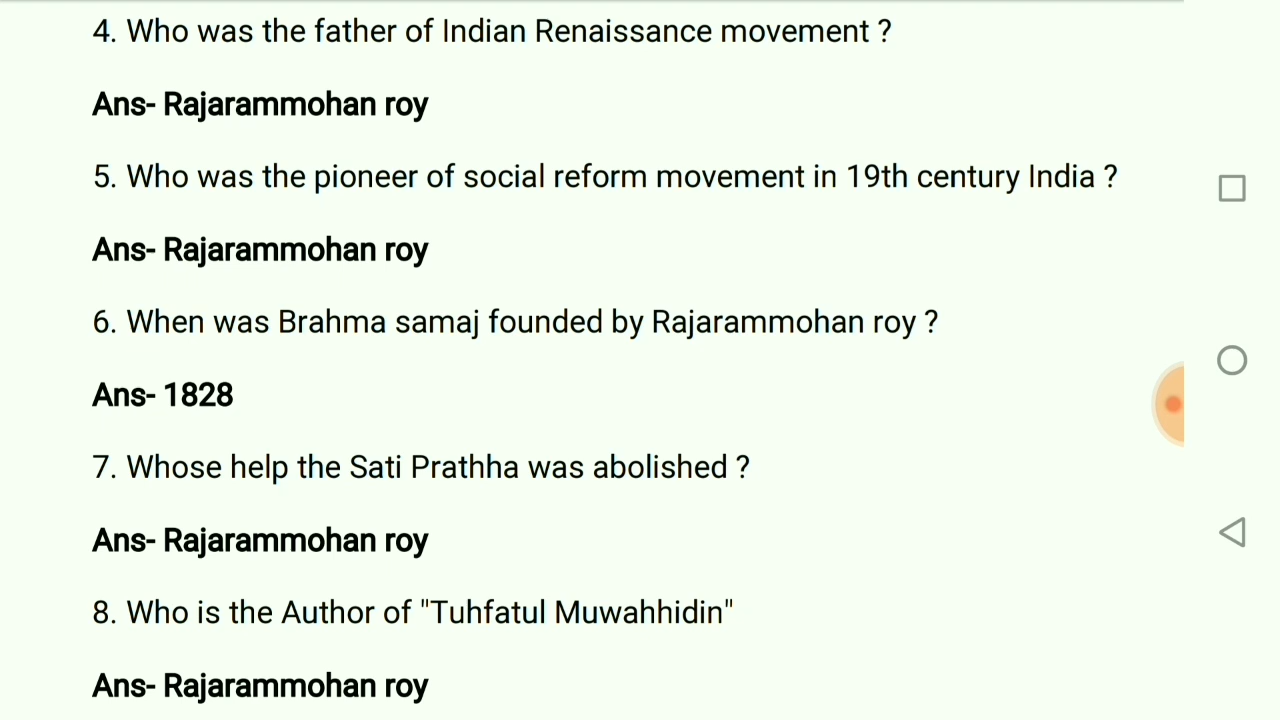 4. Who was the father of Indian Renaissance movement ?
Ans- Rajarammohan roy
5. Who was the pioneer of social reform movement in 19th century India ?
Ans- Rajarammohan roy
6. When was Brahma samaj founded by Rajarammohan roy ?
Ans- 1828
7. Whose help the Sati Prathha was abolished ?
Ans- Rajarammohan roy
8. Who is the Author of "Tuhfatul Muwahhidin"
Ans- Rajarammohan roy